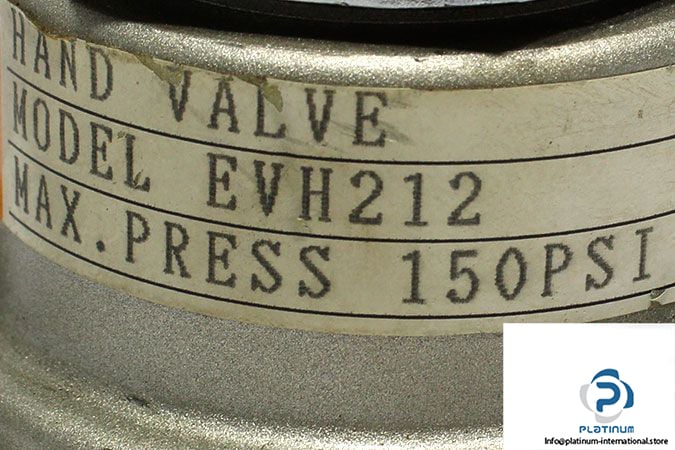 HAND VALVE
MODEL EVH212
MAX.PRESS 150PSI
PLATINUM
Info@platinum-international.store